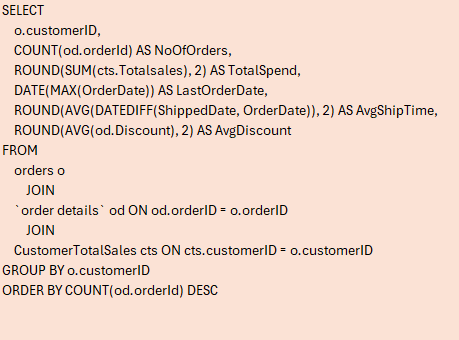 SELECT
o.customerID,
COUNT(od.orderId) AS NoOfOrders,
ROUND(SUM(cts.Totalsales), 2) AS TotalSpend,
DATE(MAX(OrderDate)) AS LastOrderDate,
ROUND(AVG(DATEDIFF(ShippedDate, OrderDate)), 2) AS AvgShipTime,
ROUND(AVG(od.Discount), 2) AS AvgDiscount
FROM
orders o
JOIN
`order details` od ON od.orderID = o.orderID
JOIN
CustomerTotalSales cts ON cts.customerID = o.customerID
GROUP BY o.customerID
ORDER BY COUNT(od.orderId) DESC